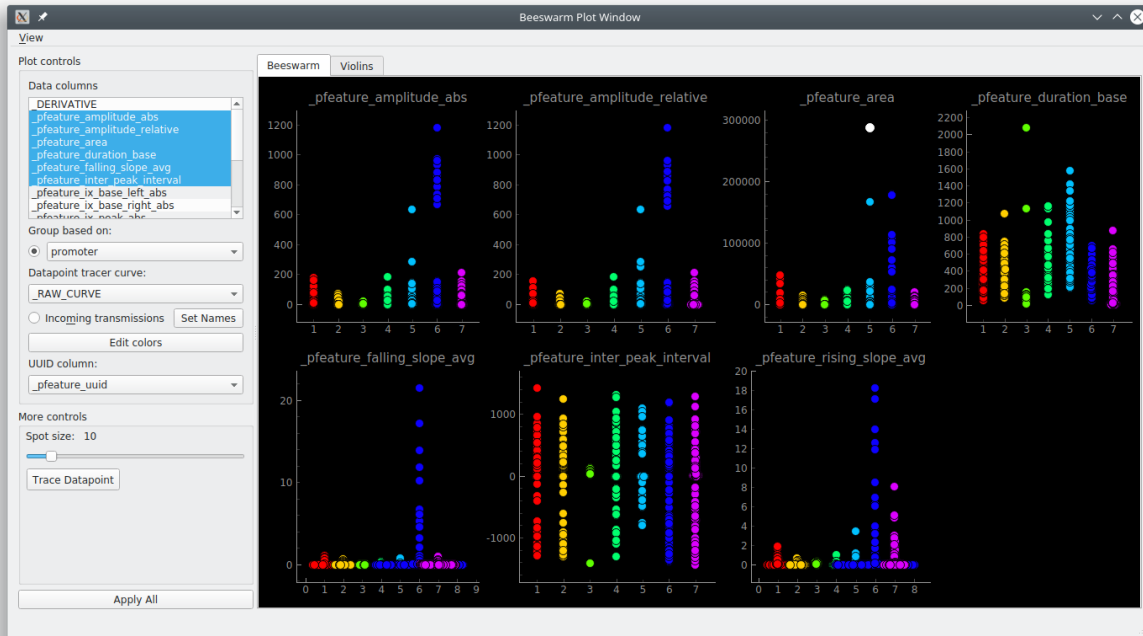 Beeswarm Plot Window
View
Plot controls
Data columns
_DERIVATIVE
_pfeature_amplitude_abs
_pfeature_amplitude_relative
_pfeature_area
_pfeature_duration_base
_pfeature_falling_slope_avg
_pfeature_inter_peak_interval
_pfeature_ix_base_left_abs
_pfeature_ix_base_right_abs
_pfeature_ix_peak_abs
Group based on:
promoter
Datapoint tracer curve:
_RAW_CURVE
Incoming transmissions
Set Names
Edit colors
UUID column:
_pfeature_uuid
More controls
Spot size: 10
Trace Datapoint
Apply All
Beeswarm
Violins
_pfeature_amplitude_abs
1200
1000
800
600
400
200
0
1 2 3 4 5 6 7
_pfeature_amplitude_relative
1200
1000
800
600
400
200
0
1 2 3 4 5 6 7
_pfeature_area
300000
200000
100000
0
1 2 3 4 5 6 7
_pfeature_duration_base
2200
2000
1800
1600
1400
1200
1000
800
600
400
200
0
1 2 3 4 5 6 7
_pfeature_falling_slope_avg
20
10
0
0 1 2 3 4 5 6 7 8 9
_pfeature_inter_peak_interval
1000
0
-1000
1 2 3 4 5 6 7
_pfeature_rising_slope_avg
20
18
16
14
12
10
8
6
4
2
0
0 1 2 3 4 5 6 7 8